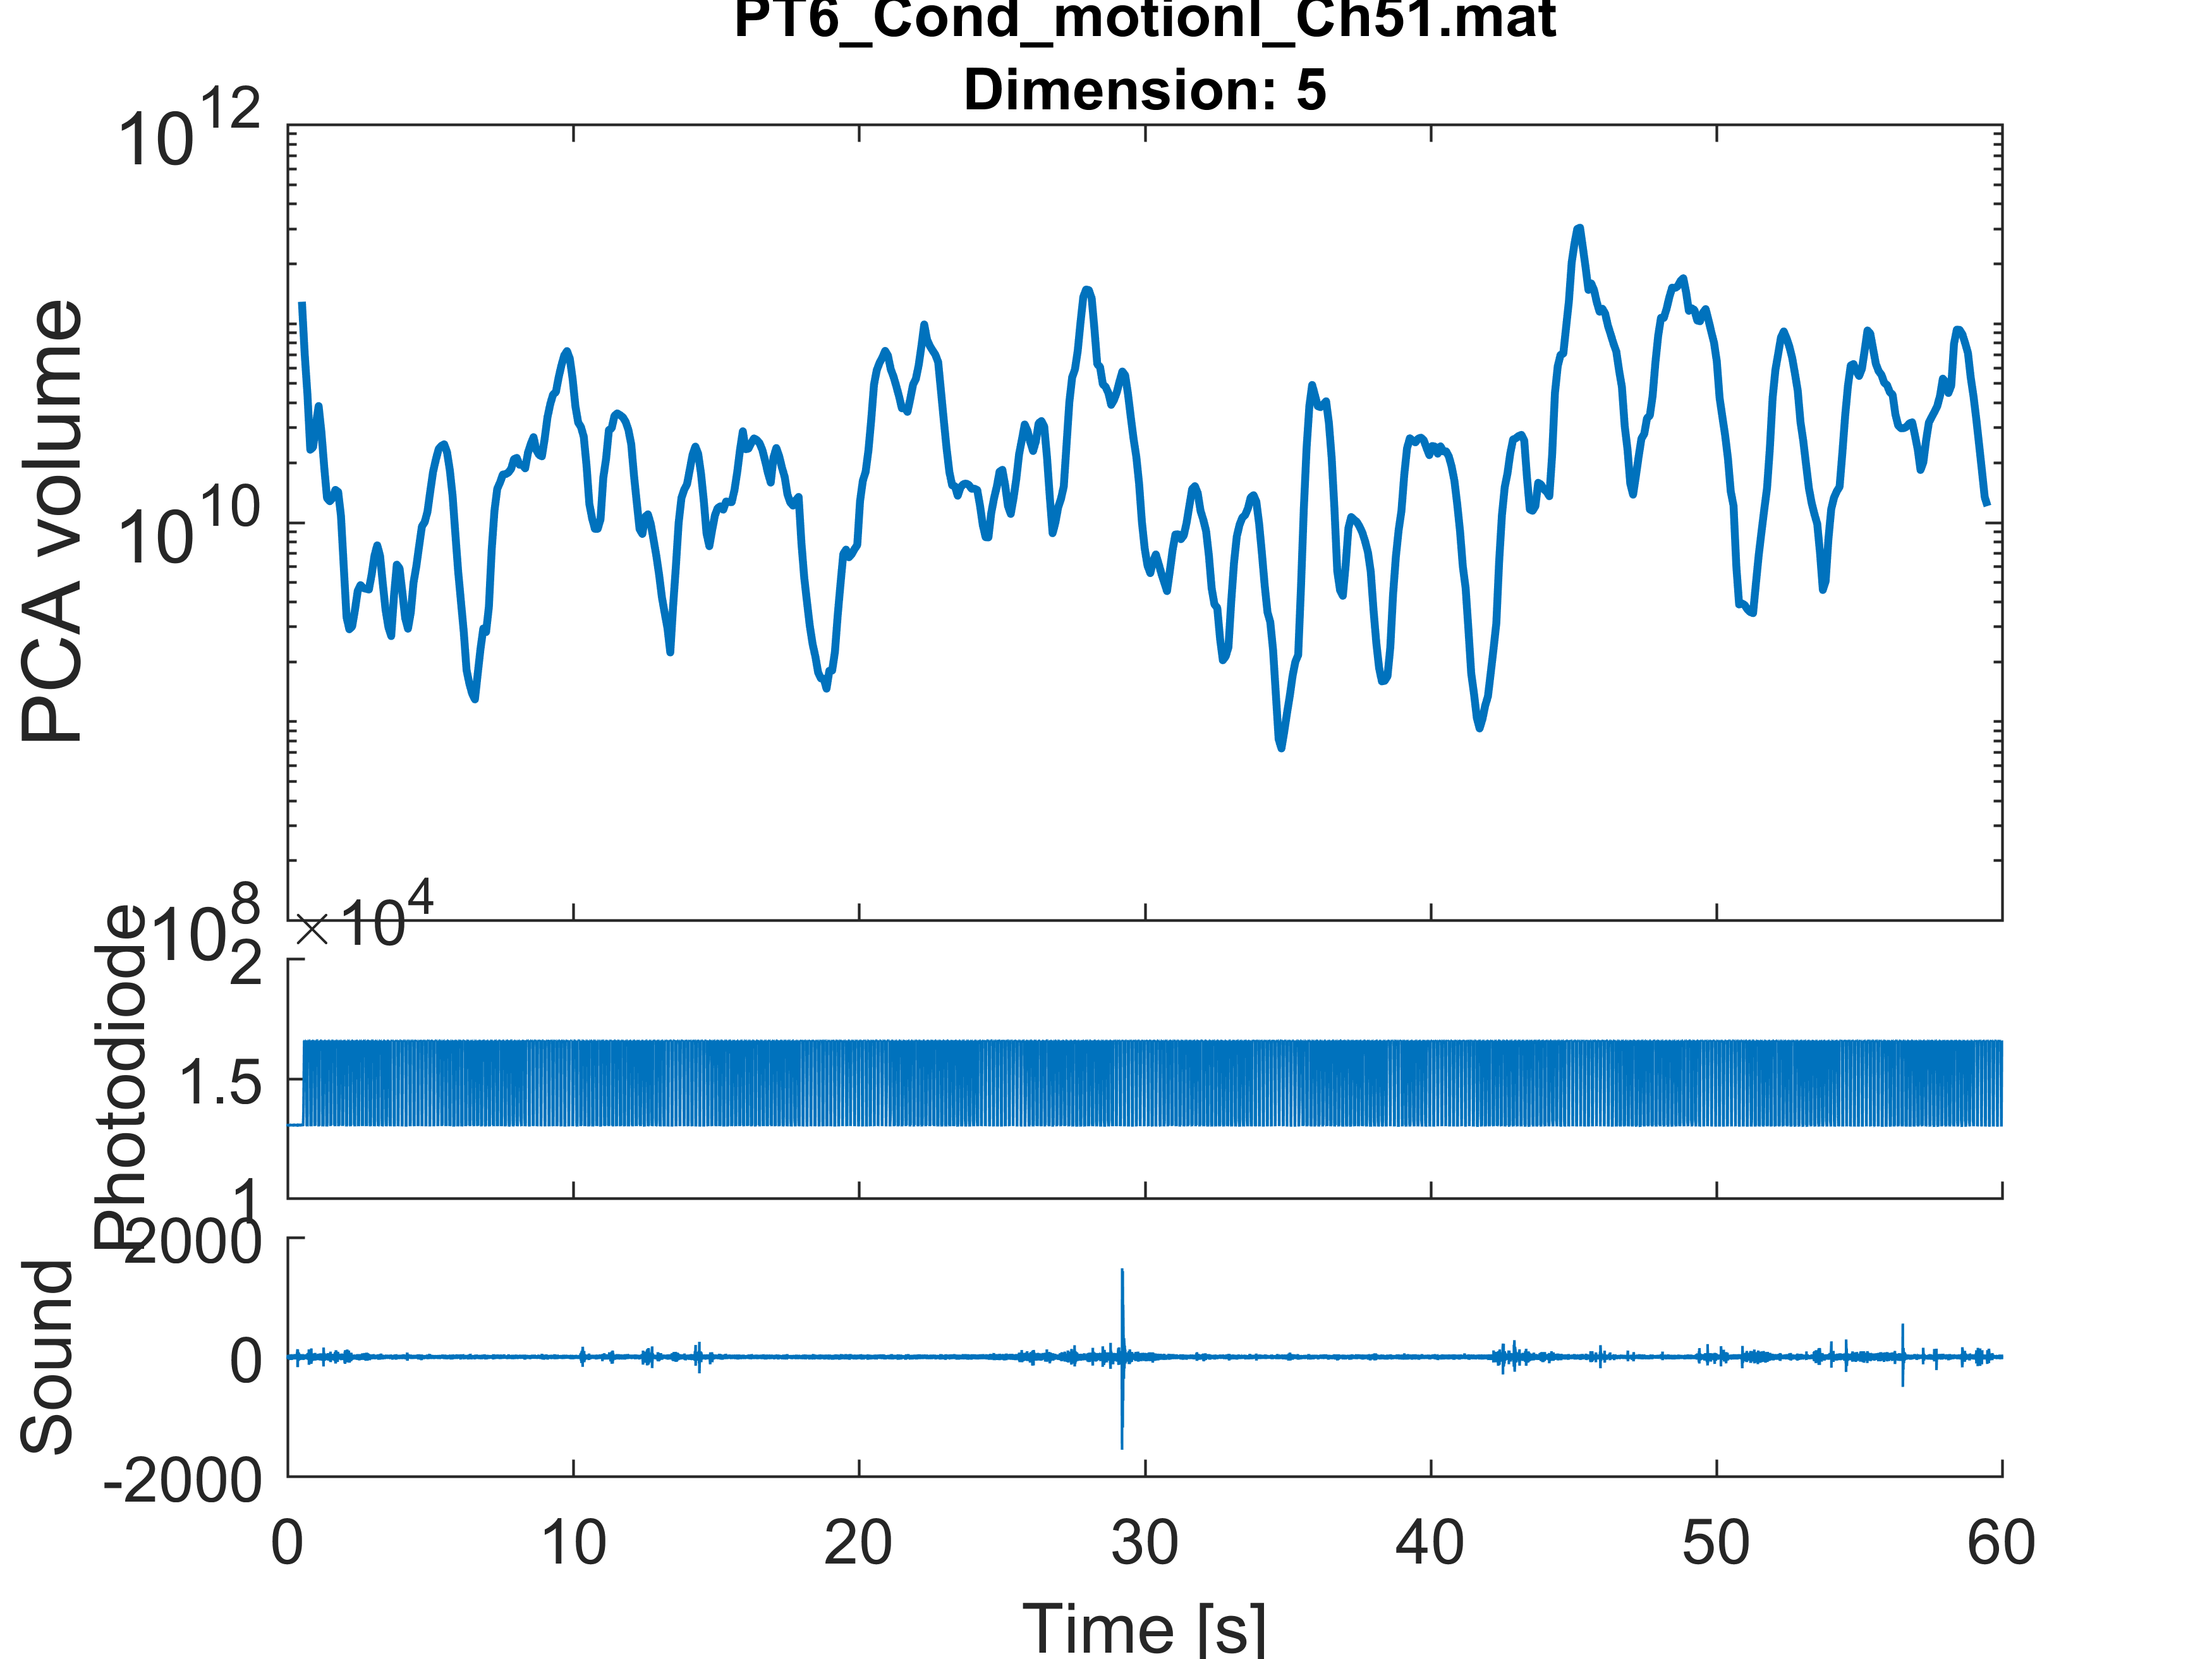 PT6_Cond_motionI_Ch51.mat
Dimension: 5
PCA volume
10^12
10^10
10^8
×10^4
Photodiode
2
1.5
1
Sound
2000
0
-2000
0 10 20 30 40 50 60
Time [s]